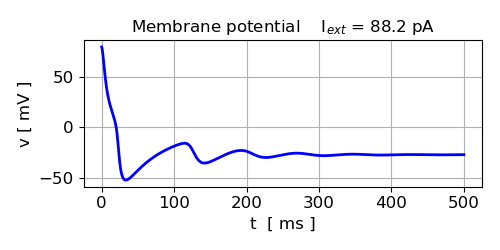 Membrane potential    I_ext = 88.2 pA
v [ mV ]
50
0
−50
0 100 200 300 400 500
t [ ms ]